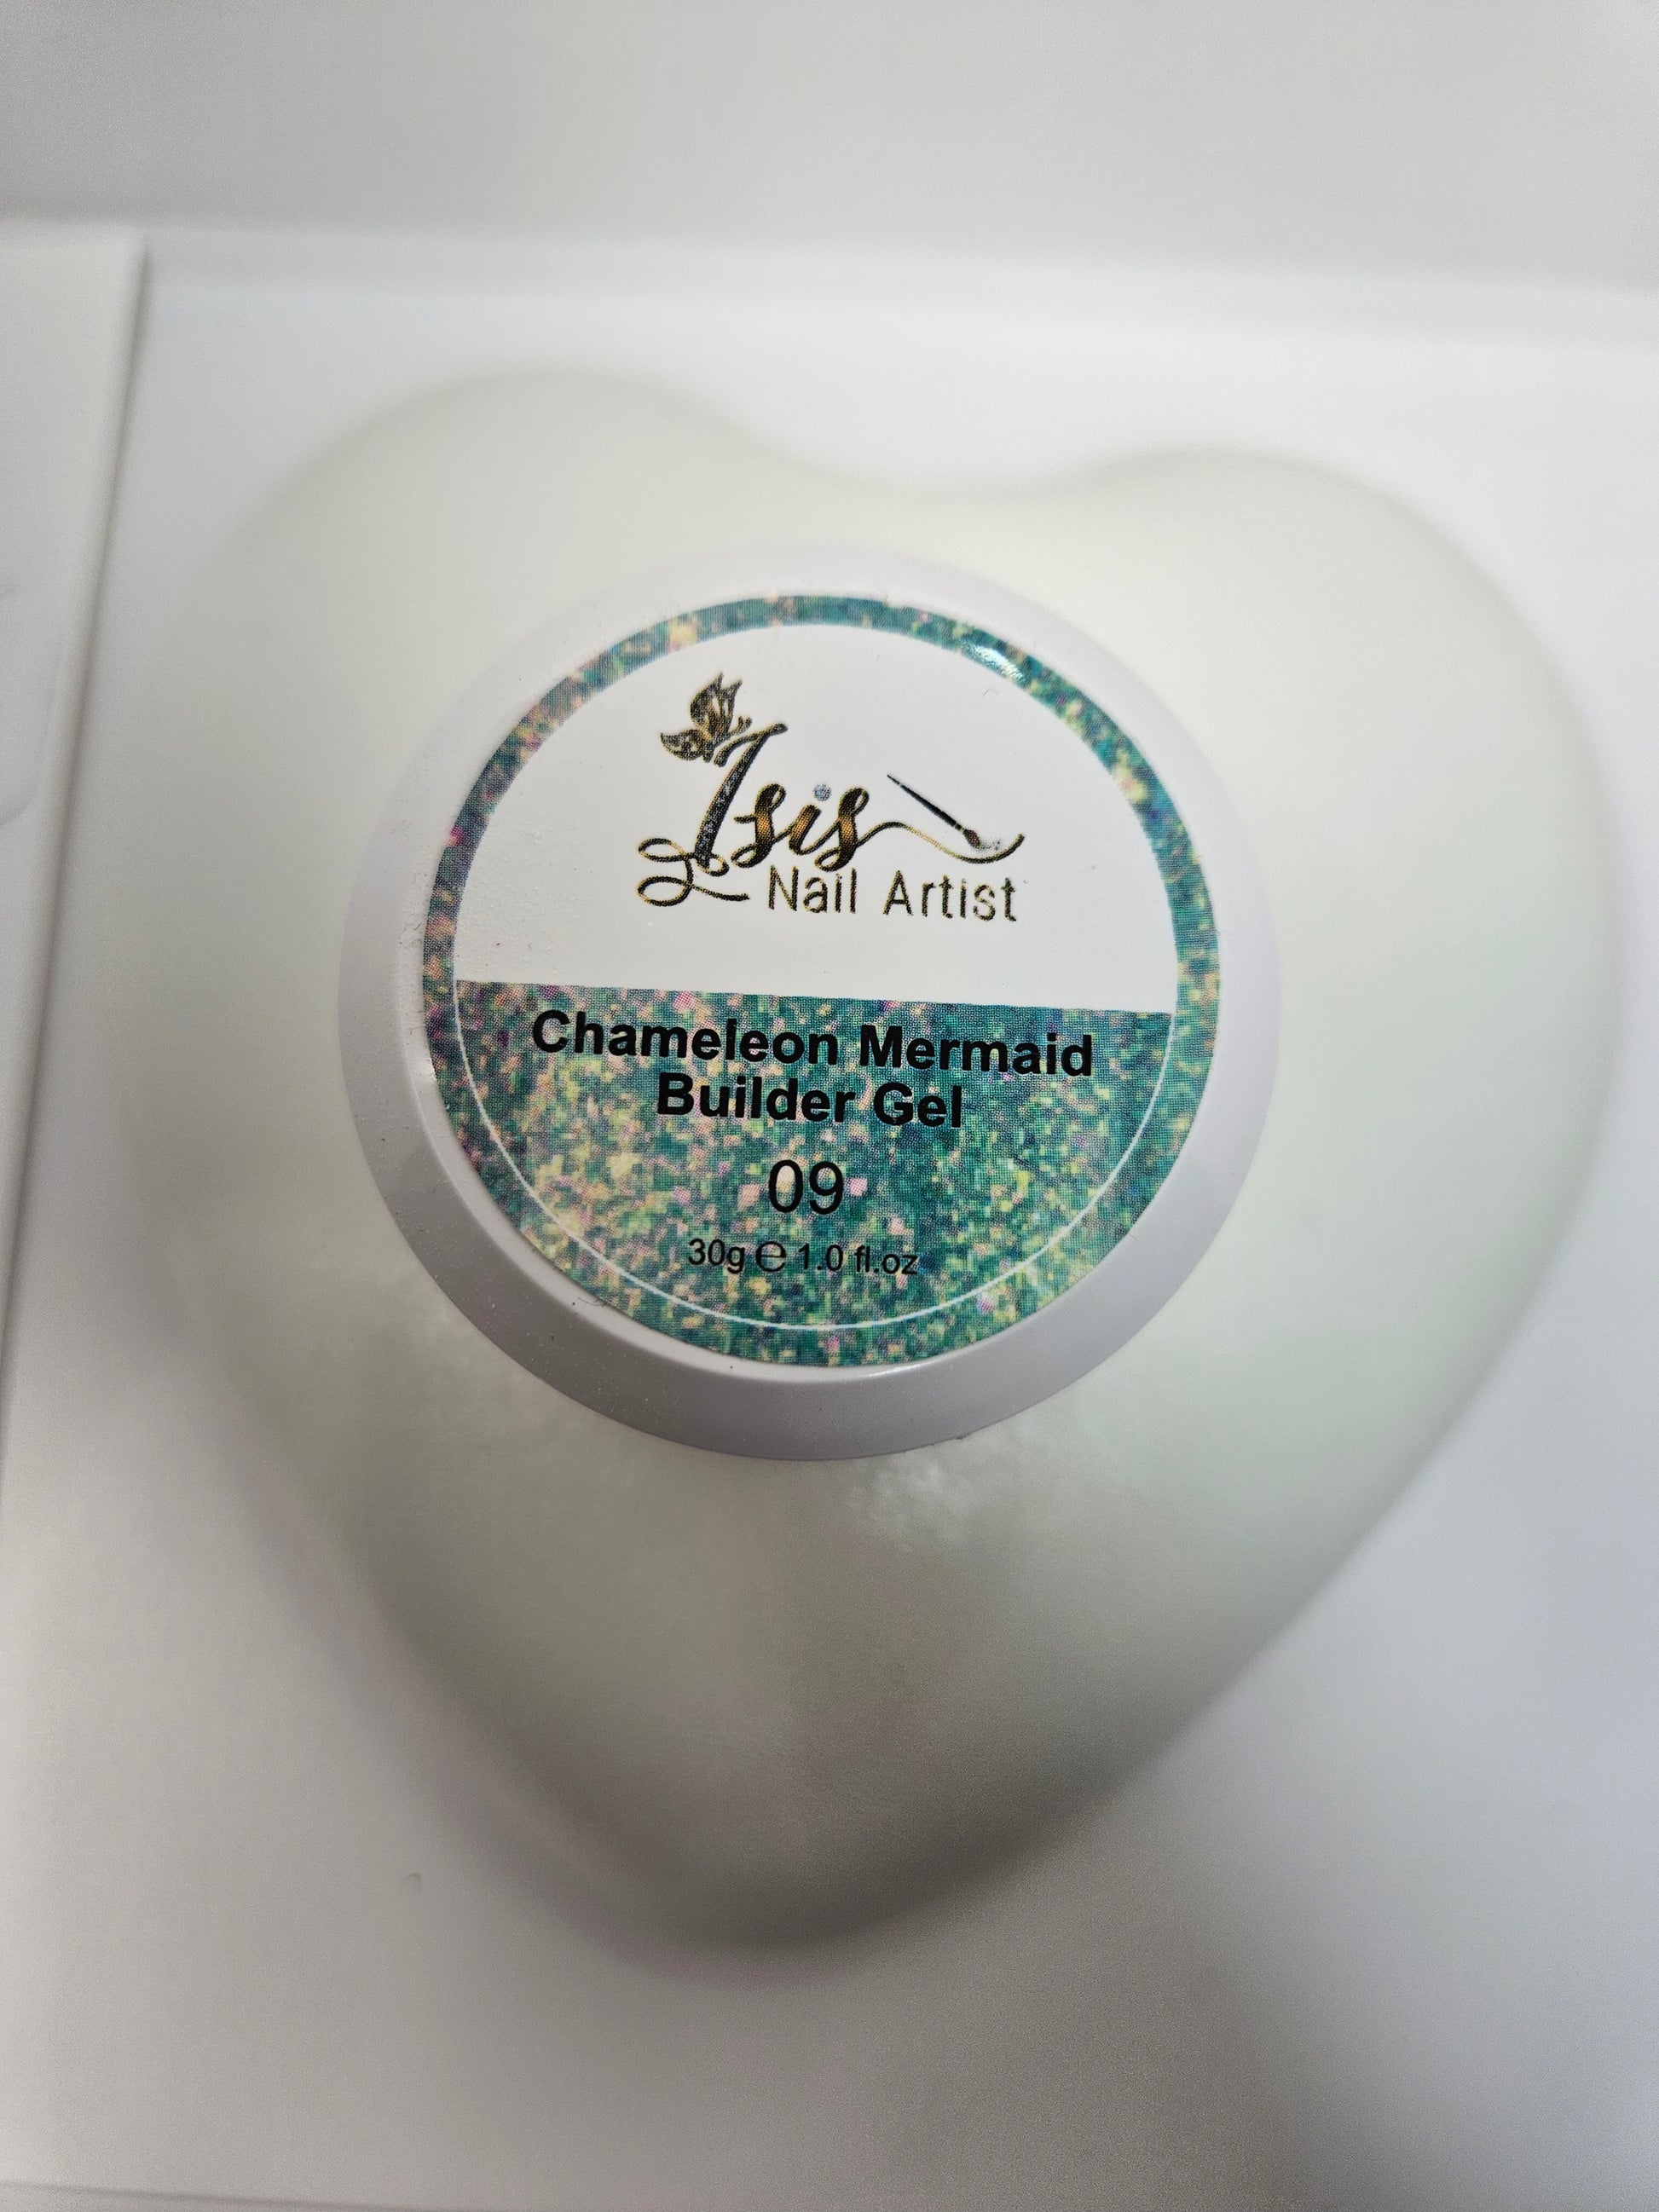 Isis
Nail Artist
Chameleon Mermaid
Builder Gel
09
30g ℮ 1.0 fl.oz